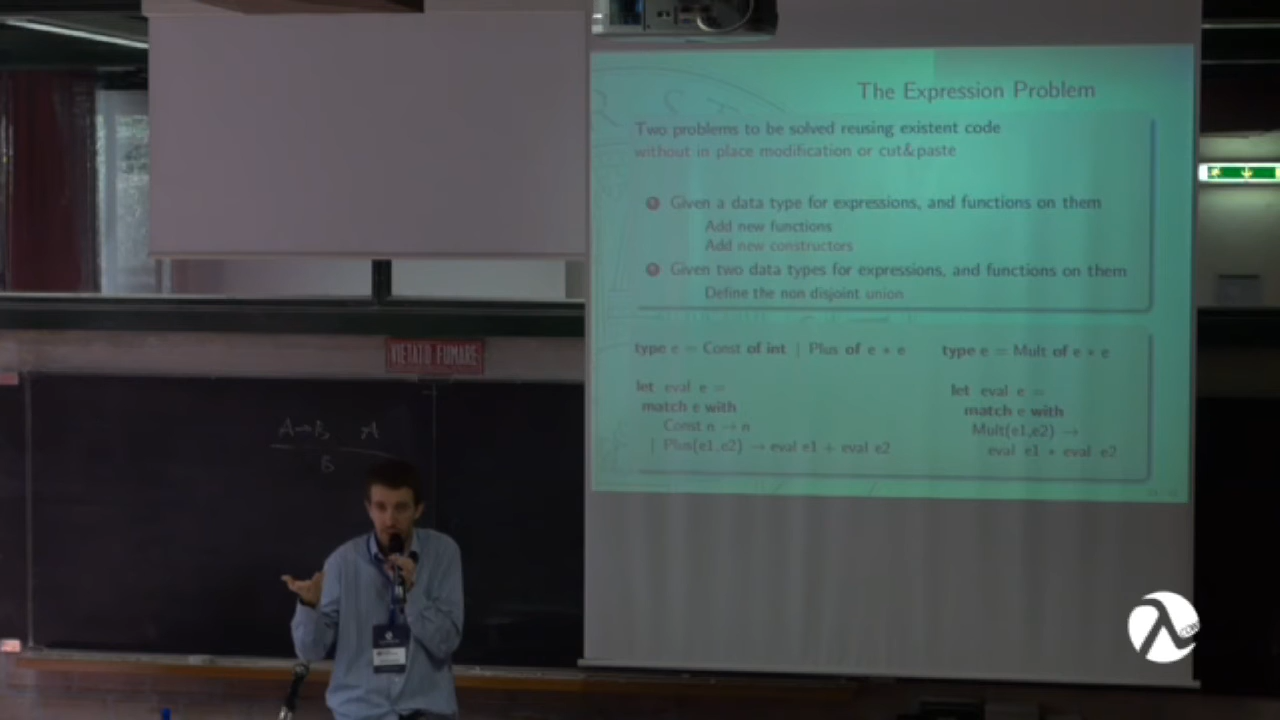 The Expression Problem
Two problems to be solved reusing existent code
without in place modification or cut&paste
Given a data type for expressions, and functions on them
Add new functions
Add new constructors
Given two data types for expressions, and functions on them
Define the non disjoint union
type e = Const of int | Plus of e * e
let eval e =
match e with
Const n → n
| Plus(e1,e2) → eval e1 + eval e2
type e = Mult of e * e
let eval e =
match e with
Mult(e1,e2) →
eval e1 * eval e2
VIETATO FUMARE
A→B A
B
λ CON